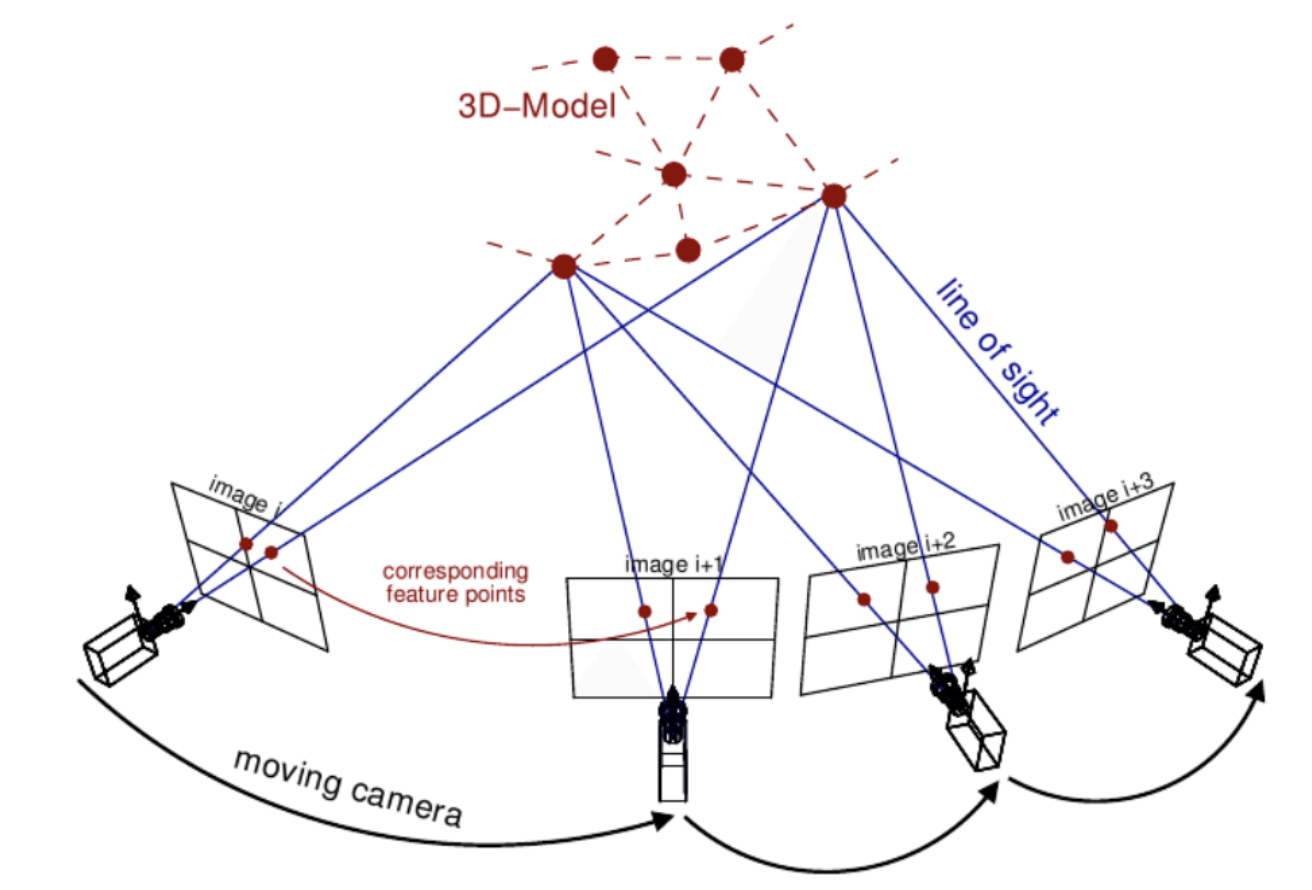 3D-Model
line of sight
image i
image i+3
image i+2
image i+1
corresponding
feature points
moving camera